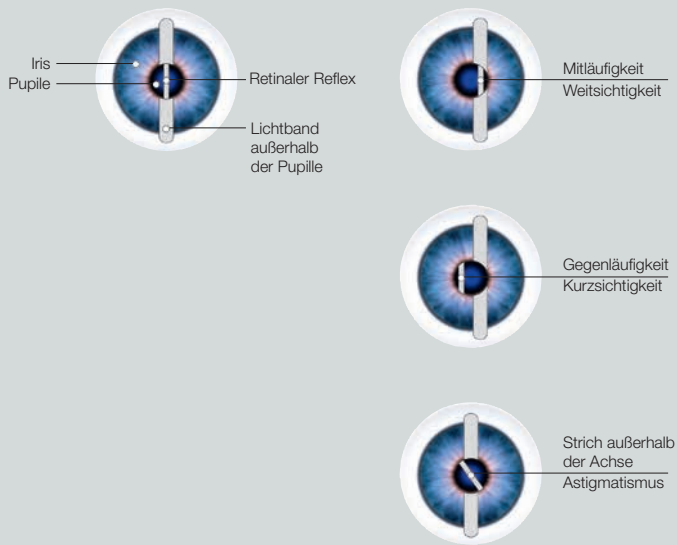 Iris
Pupile
Retinaler Reflex
Lichtband
außerhalb
der Pupille
Mitläufigkeit
Weitsichtigkeit
Gegenläufigkeit
Kurzsichtigkeit
Strich außerhalb
der Achse
Astigmatismus